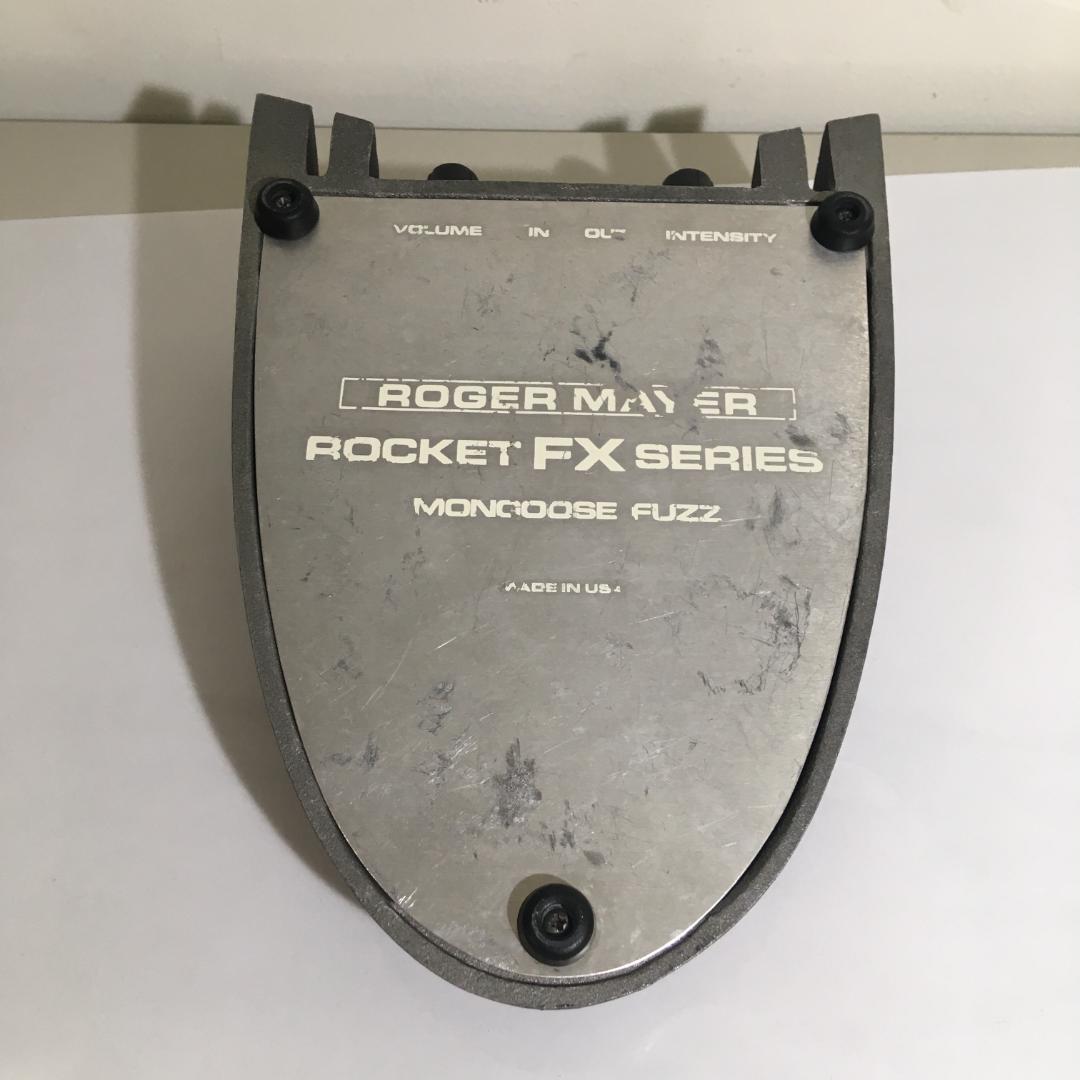 VOLUME IN OUT INTENSITY
ROGER MAYER
ROCKET FX SERIES
MONGOOSE FUZZ
MADE IN USA